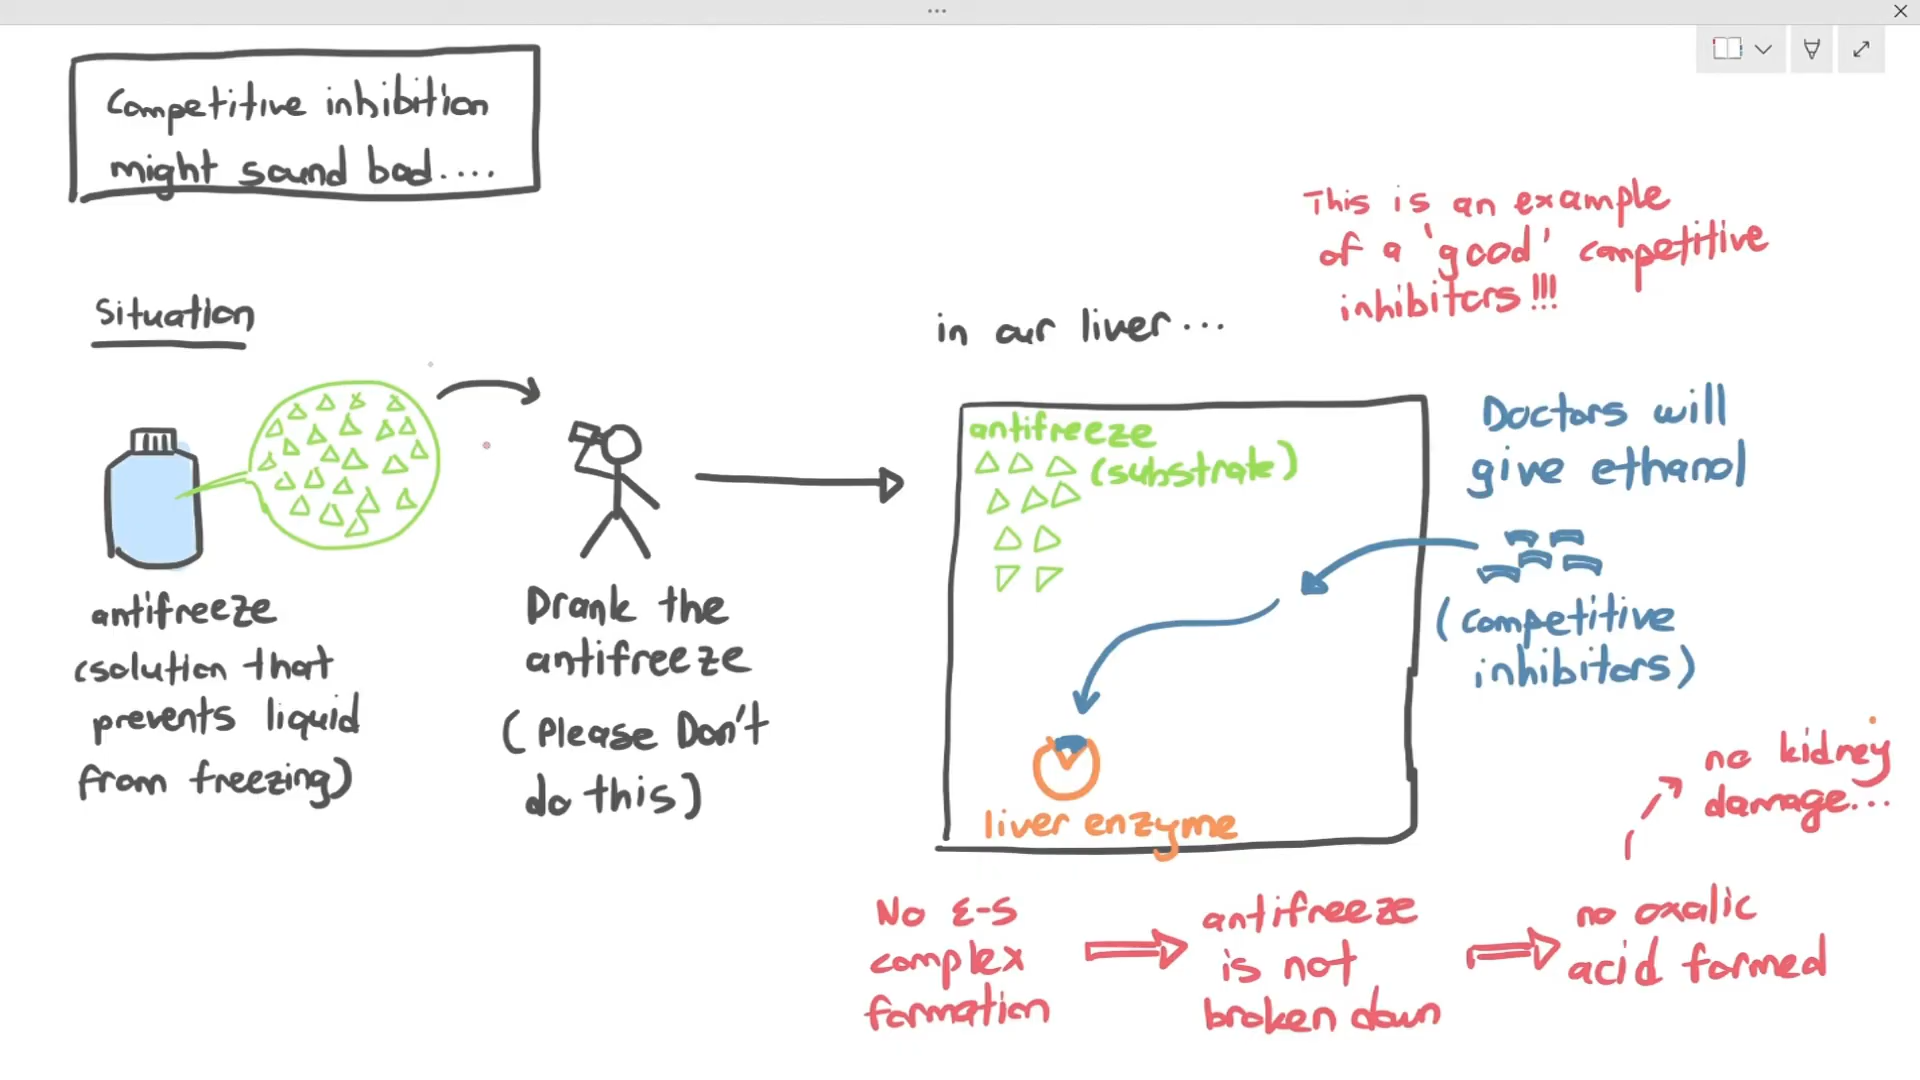 Competitive inhibition
might sound bad....
Situation
antifreeze
(solution that
prevents liquid
from freezing)
Drank the
antifreeze
(Please Don't
do this)
in our liver...
This is an example
of a 'good' competitive
inhibitors!!!
antifreeze
(substrate)
liver enzyme
Doctors will
give ethanol
(competitive
inhibitors)
No E-S
complex
formation
antifreeze
is not
broken down
no oxalic
acid formed
no kidney
damage...